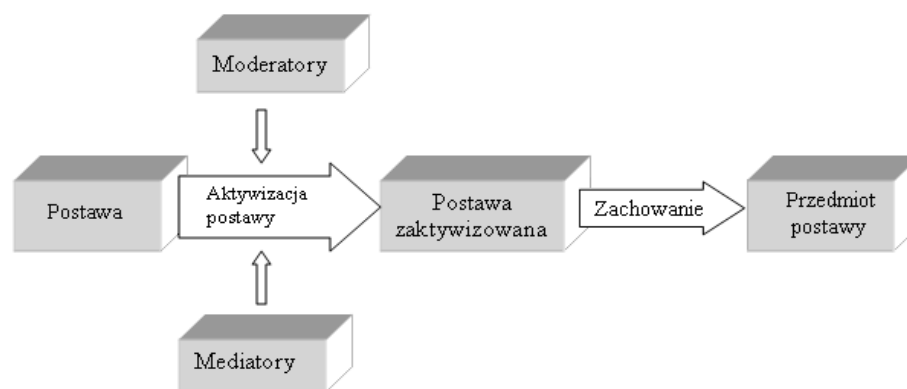 Moderatory
Postawa
Aktywizacja
postawy
Postawa
zaktywizowana
Zachowanie
Przedmiot
postawy
Mediatory